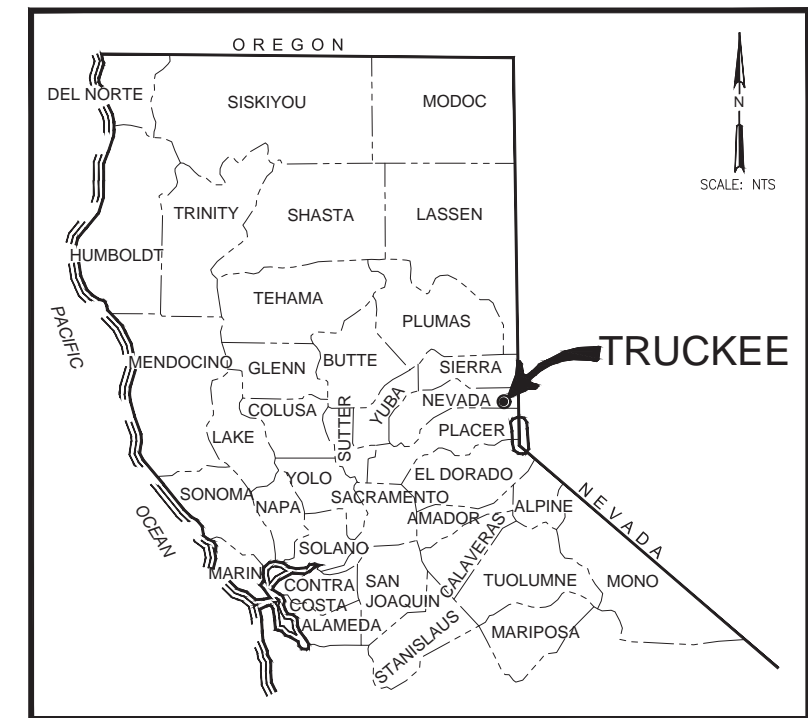 OREGON
DEL NORTE
SISKIYOU
MODOC
N
SCALE: NTS
TRINITY
SHASTA
LASSEN
HUMBOLDT
TEHAMA
PLUMAS
PACIFIC
MENDOCINO
GLENN
BUTTE
SIERRA
TRUCKEE
COLUSA
SUTTER
YUBA
NEVADA
PLACER
LAKE
YOLO
EL DORADO
SONOMA
NAPA
SACRAMENTO
AMADOR
ALPINE
NEVADA
OCEAN
SOLANO
CALAVERAS
MARIN
CONTRA
COSTA
SAN
JOAQUIN
TUOLUMNE
MONO
ALAMEDA
STANISLAUS
MARIPOSA